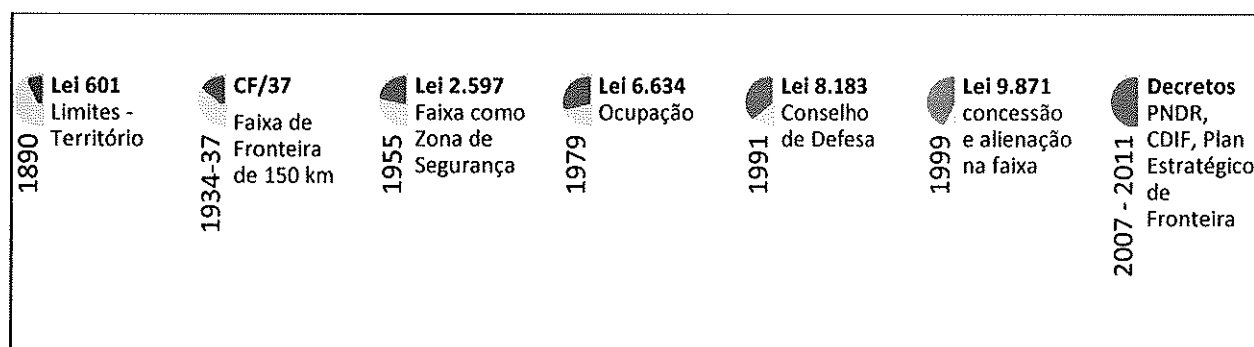 1890
Lei 601
Limites -
Território
1934-37
CF/37
Faixa de
Fronteira
de 150 km
1955
Lei 2.597
Faixa como
Zona de
Segurança
1979
Lei 6.634
Ocupação
1991
Lei 8.183
Conselho
de Defesa
1999
Lei 9.871
concessão
e alienação
na faixa
2007 - 2011
Decretos
PNDR,
CDIF, Plan
Estratégico
de
Fronteira